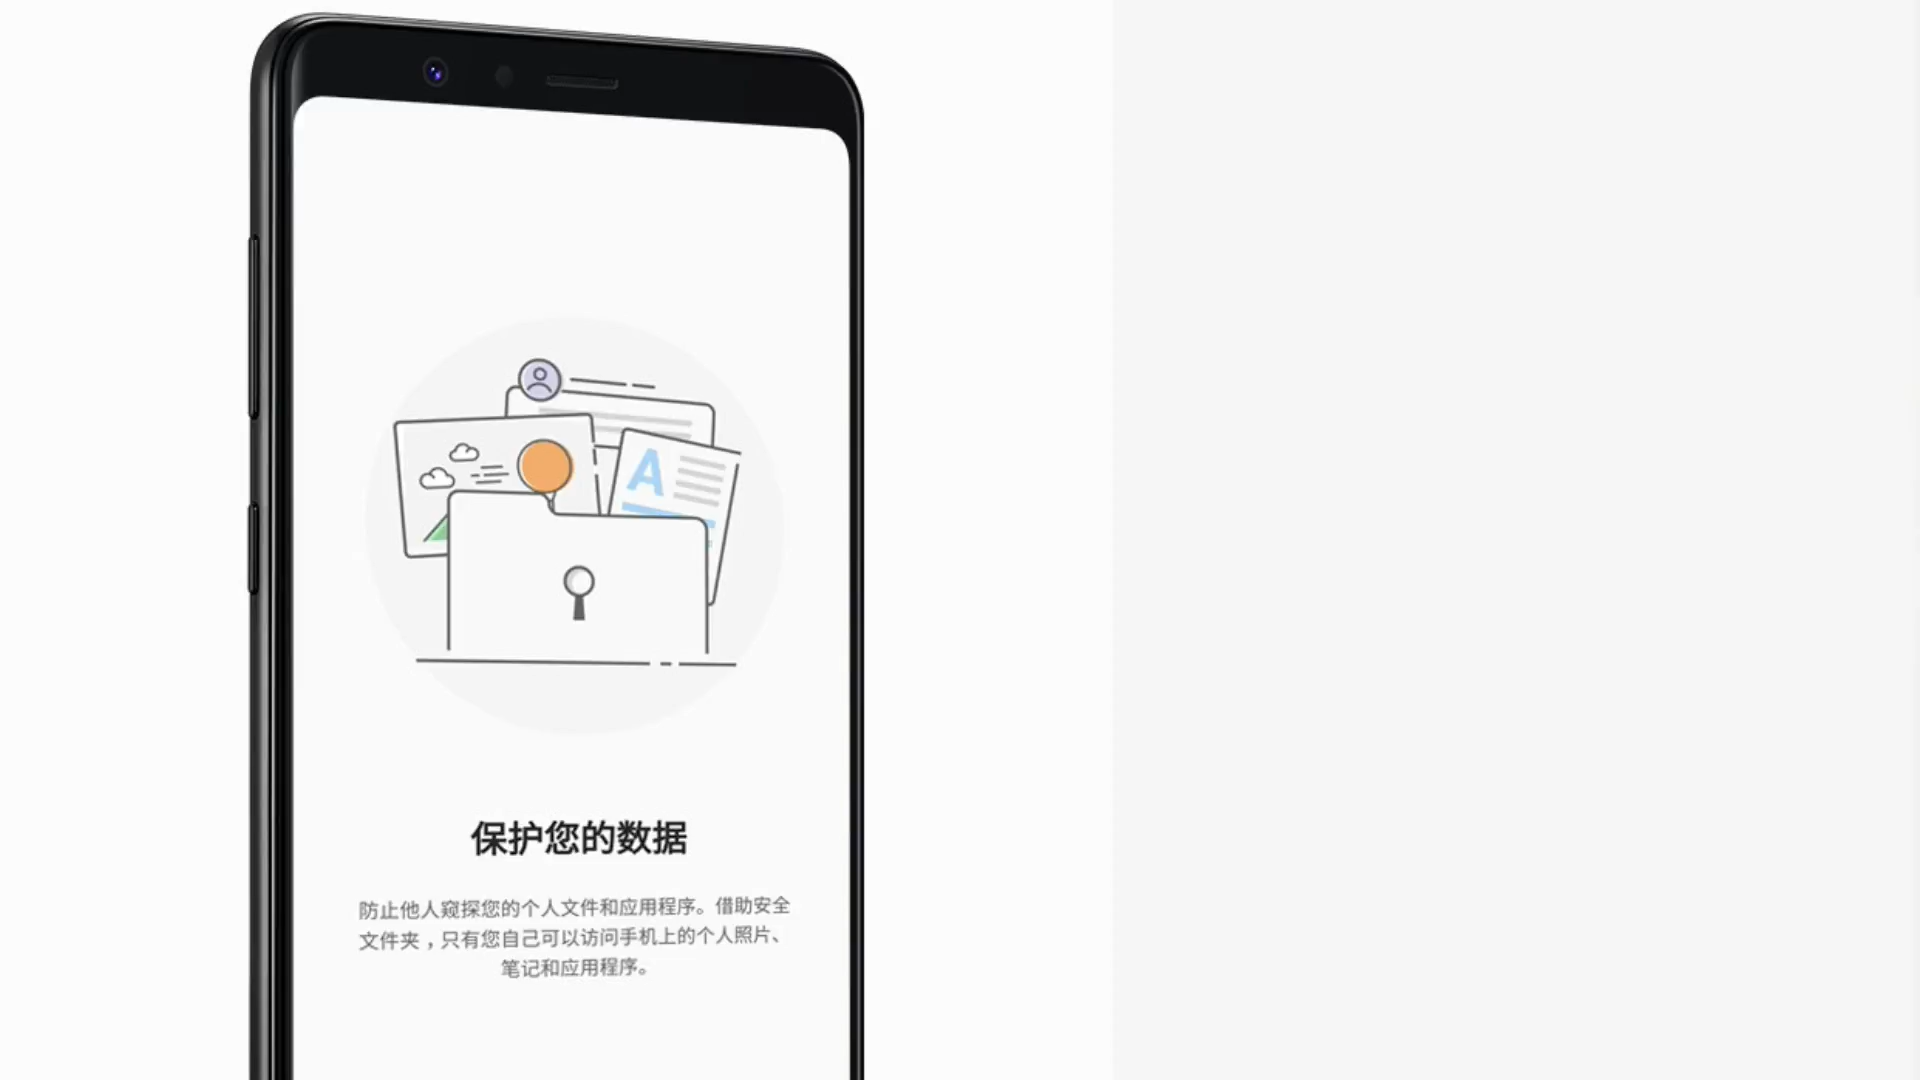 A
保护您的数据
防止他人窥探您的个人文件和应用程序。借助安全
文件夹，只有您自己可以访问手机上的个人照片、
笔记和应用程序。